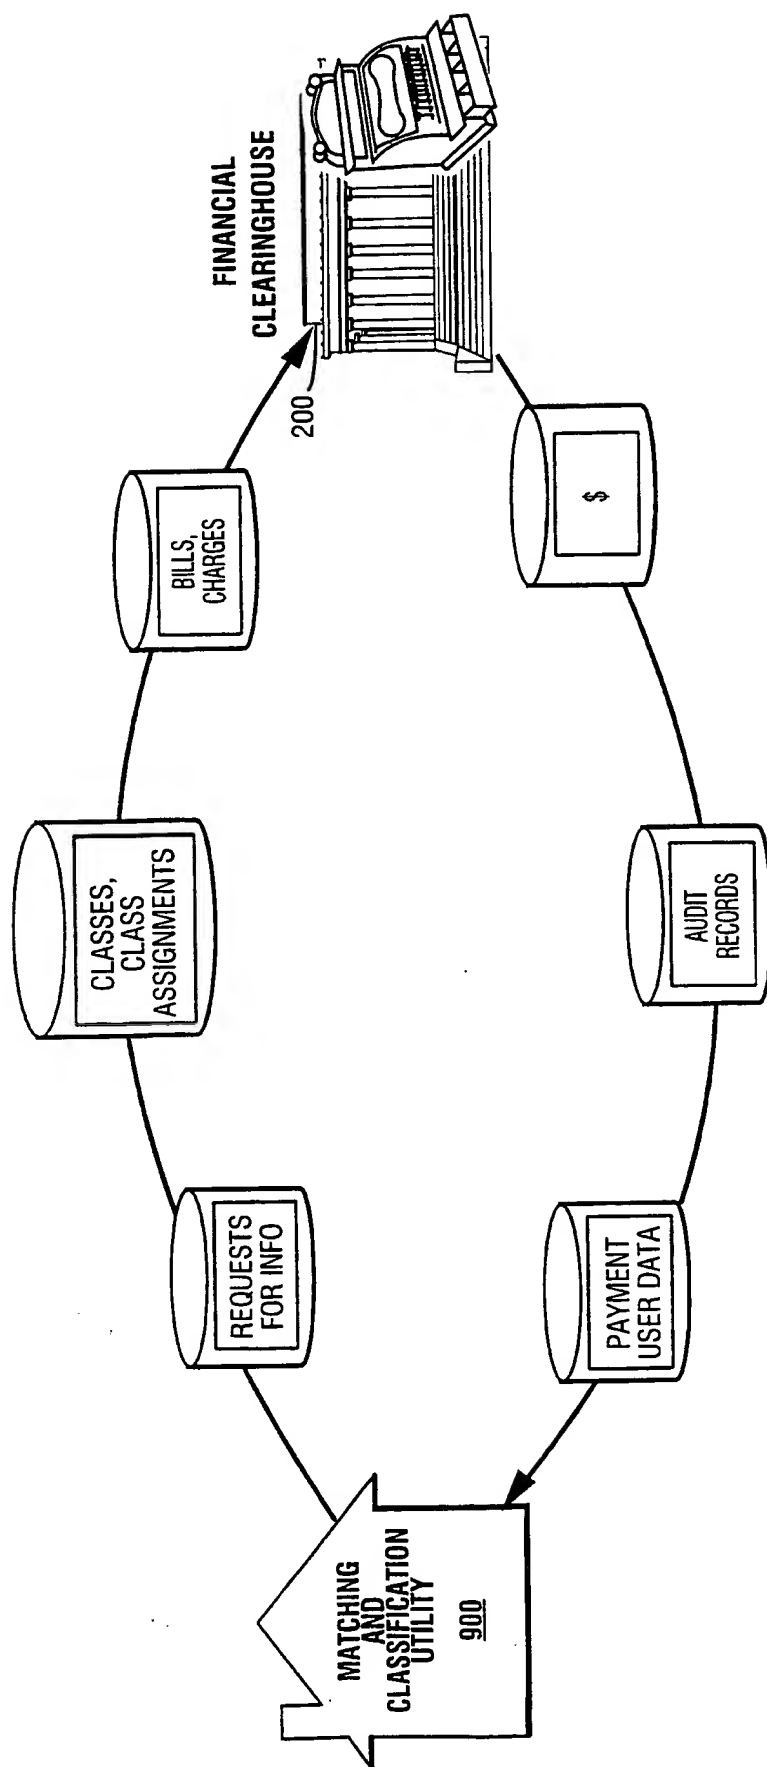 FINANCIAL
CLEARINGHOUSE
200
BILLS,
CHARGES
CLASSES,
CLASS
ASSIGNMENTS
REQUESTS
FOR INFO
MATCHING
AND
CLASSIFICATION
UTILITY
900
PAYMENT
USER DATA
AUDIT
RECORDS
$